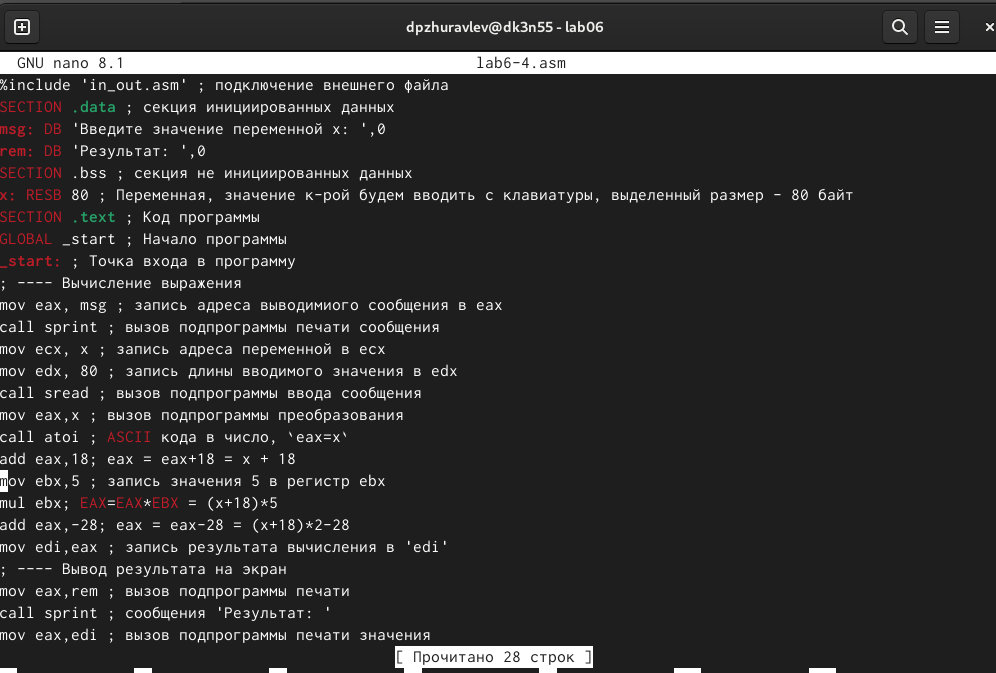 dpzhuravlev@dk3n55 - lab06
GNU nano 8.1 lab6-4.asm
%include 'in_out.asm' ; подключение внешнего файла
SECTION .data ; секция инициированных данных
msg: DB 'Введите значение переменной x: ',0
rem: DB 'Результат: ',0
SECTION .bss ; секция не инициированных данных
x: RESB 80 ; Переменная, значение к-рой будем вводить с клавиатуры, выделенный размер - 80 байт
SECTION .text ; Код программы
GLOBAL _start ; Начало программы
_start: ; Точка входа в программу
; ---- Вычисление выражения
mov eax, msg ; запись адреса выводимиого сообщения в eax
call sprint ; вызов подпрограммы печати сообщения
mov ecx, x ; запись адреса переменной в ecx
mov edx, 80 ; запись длины вводимого значения в edx
call sread ; вызов подпрограммы ввода сообщения
mov eax,x ; вызов подпрограммы преобразования
call atoi ; ASCII кода в число, `eax=x`
add eax,18; eax = eax+18 = x + 18
mov ebx,5 ; запись значения 5 в регистр ebx
mul ebx; EAX=EAX*EBX = (x+18)*5
add eax,-28; eax = eax-28 = (x+18)*2-28
mov edi,eax ; запись результата вычисления в 'edi'
; ---- Вывод результата на экран
mov eax,rem ; вызов подпрограммы печати
call sprint ; сообщения 'Результат: '
mov eax,edi ; вызов подпрограммы печати значения
[ Прочитано 28 строк ]